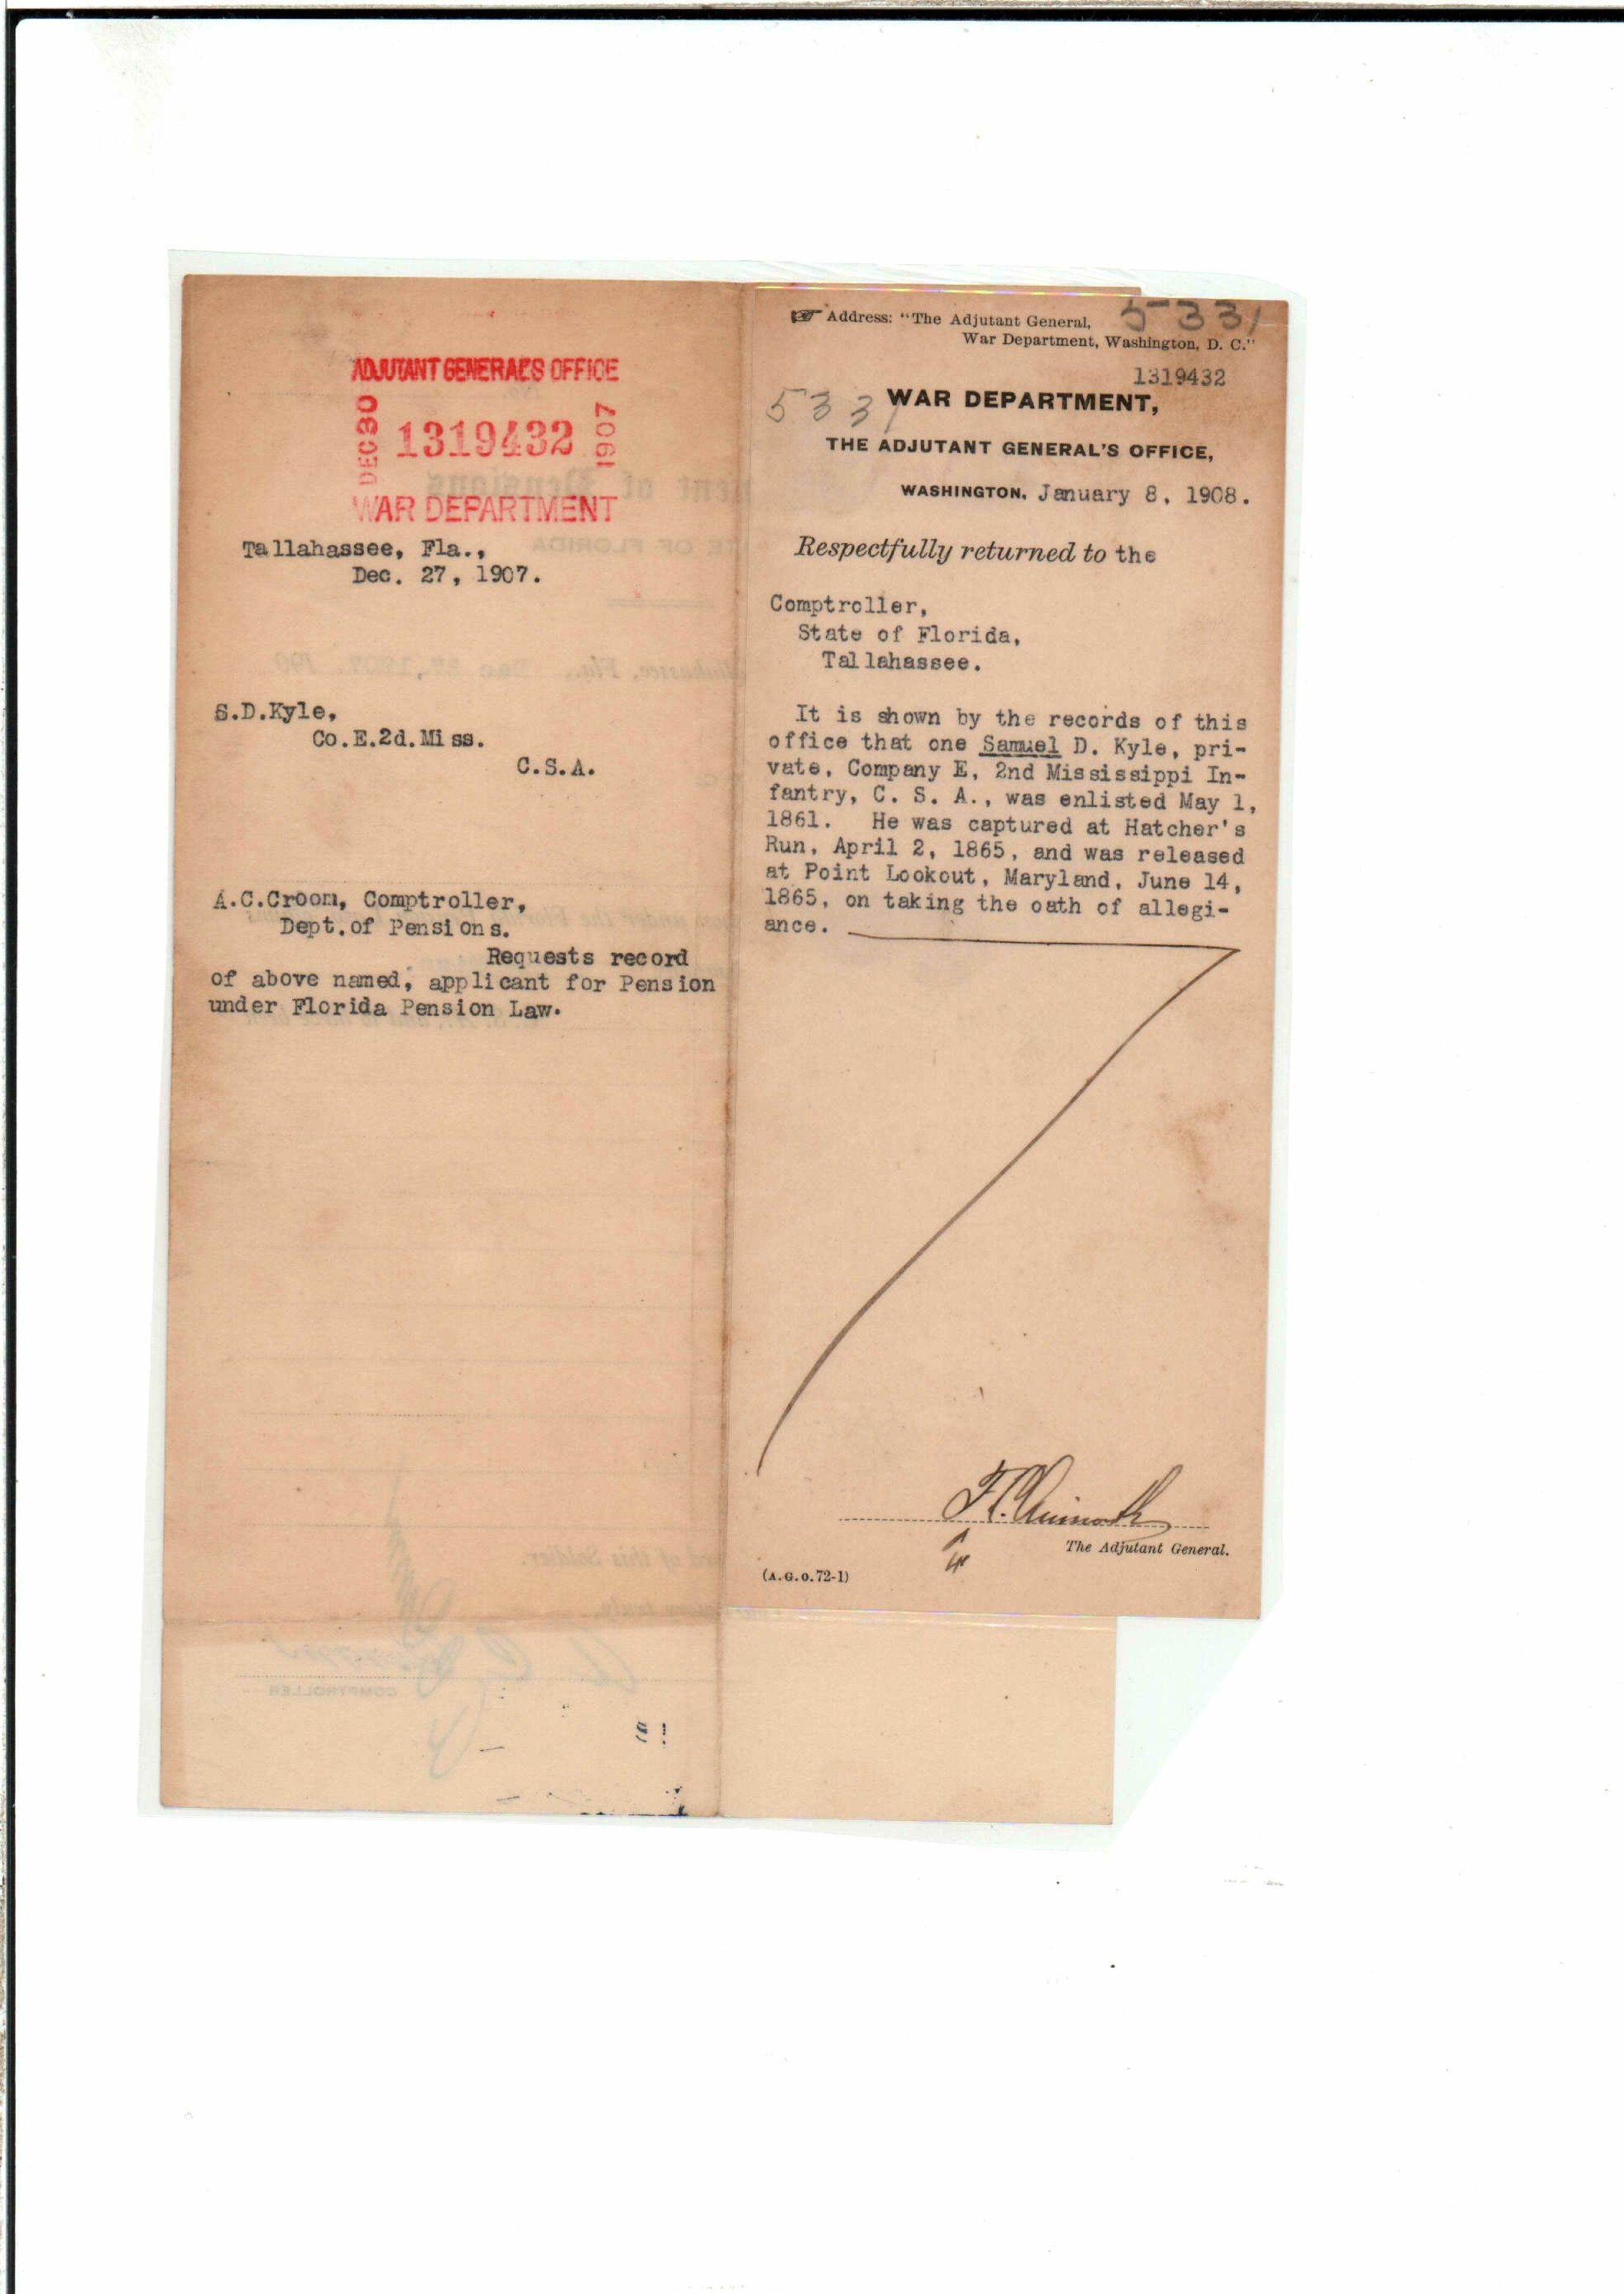 ADJUTANT GENERAL'S OFFICE
DEC 30 1319432 1907
WAR DEPARTMENT
Tallahassee, Fla.,
Dec. 27, 1907.
S.D.Kyle,
Co.E.2d.Miss.
C.S.A.
A.C.Croom, Comptroller,
Dept.of Pensions.
Requests record
of above named, applicant for Pension
under Florida Pension Law.
5331
Address: "The Adjutant General,
War Department, Washington, D. C."
1319432
5331
WAR DEPARTMENT,
THE ADJUTANT GENERAL'S OFFICE,
WASHINGTON, January 8, 1908.
Respectfully returned to the
Comptroller,
State of Florida,
Tallahassee.
It is shown by the records of this
office that one Samuel D. Kyle, pri-
vate, Company E, 2nd Mississippi In-
fantry, C. S. A., was enlisted May 1,
1861. He was captured at Hatcher's
Run, April 2, 1865, and was released
at Point Lookout, Maryland, June 14,
1865, on taking the oath of allegi-
ance.
The Adjutant General.
(A.G.O.72-1)